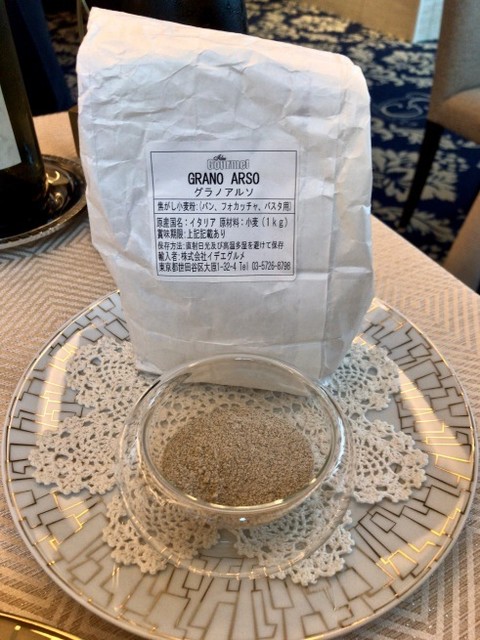 Gourmet
GRANO ARSO
グラノアルソ
焦がし小麦粉:(パン、フォカッチャ、パスタ用)
原産国名:イタリア 原材料:小麦(1kg)
賞味期限:上記記載あり
保存方法:直射日光及び高温多湿を避けて保存
輸入者:株式会社イデエグルメ
東京都世田谷区大原1-32-4 Tel 03-5726-8798